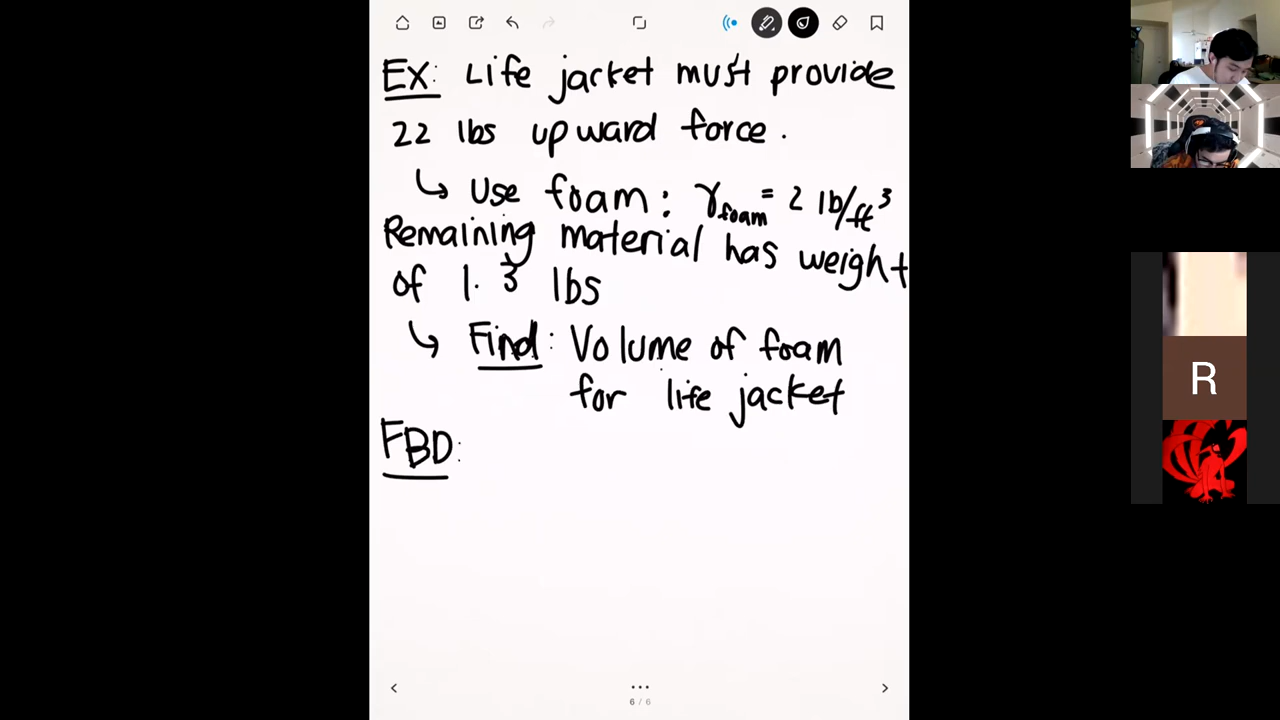 Ex: Life jacket must provide
22 lbs upward force.
↳ Use foam: γfoam = 2 lb/ft³
Remaining material has weight
of 1.3 lbs
↳ Find: Volume of foam
for life jacket
FBD:
6 / 6
R